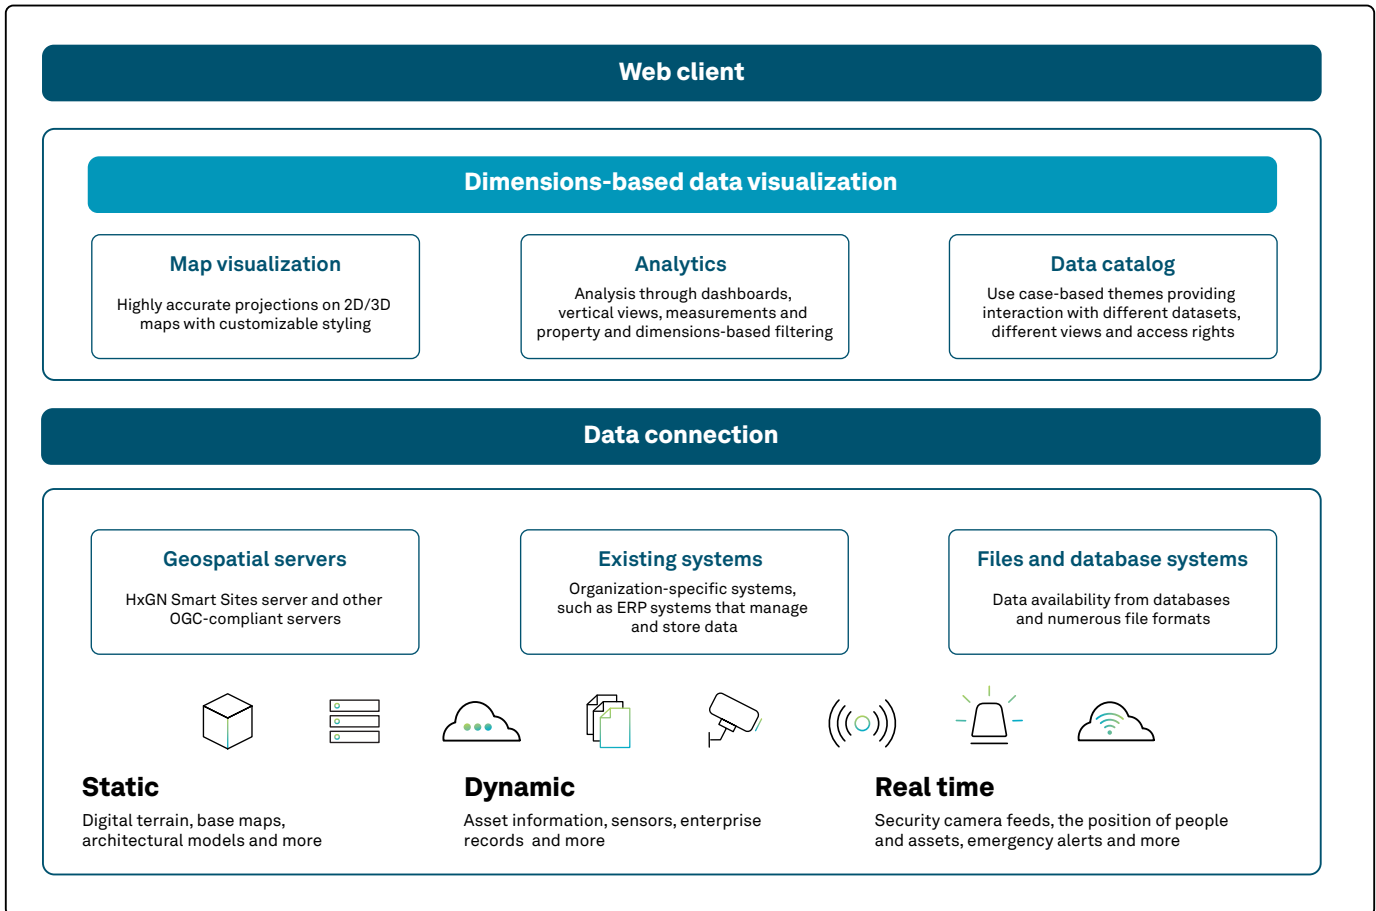 Web client
Dimensions-based data visualization
Map visualization
Highly accurate projections on 2D/3D
maps with customizable styling
Analytics
Analysis through dashboards,
vertical views, measurements and
property and dimensions-based filtering
Data catalog
Use case-based themes providing
interaction with different datasets,
different views and access rights
Data connection
Geospatial servers
HxGN Smart Sites server and other
OGC-compliant servers
Existing systems
Organization-specific systems,
such as ERP systems that manage
and store data
Files and database systems
Data availability from databases
and numerous file formats
Static
Digital terrain, base maps,
architectural models and more
Dynamic
Asset information, sensors, enterprise
records and more
Real time
Security camera feeds, the position of people
and assets, emergency alerts and more